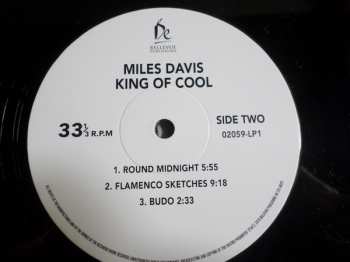 BELLEVUE
MILES DAVIS
KING OF COOL
33⅓ R.P.M
SIDE TWO
02059-LP1
1. ROUND MIDNIGHT 5:55
2. FLAMENCO SKETCHES 9:18
3. BUDO 2:33